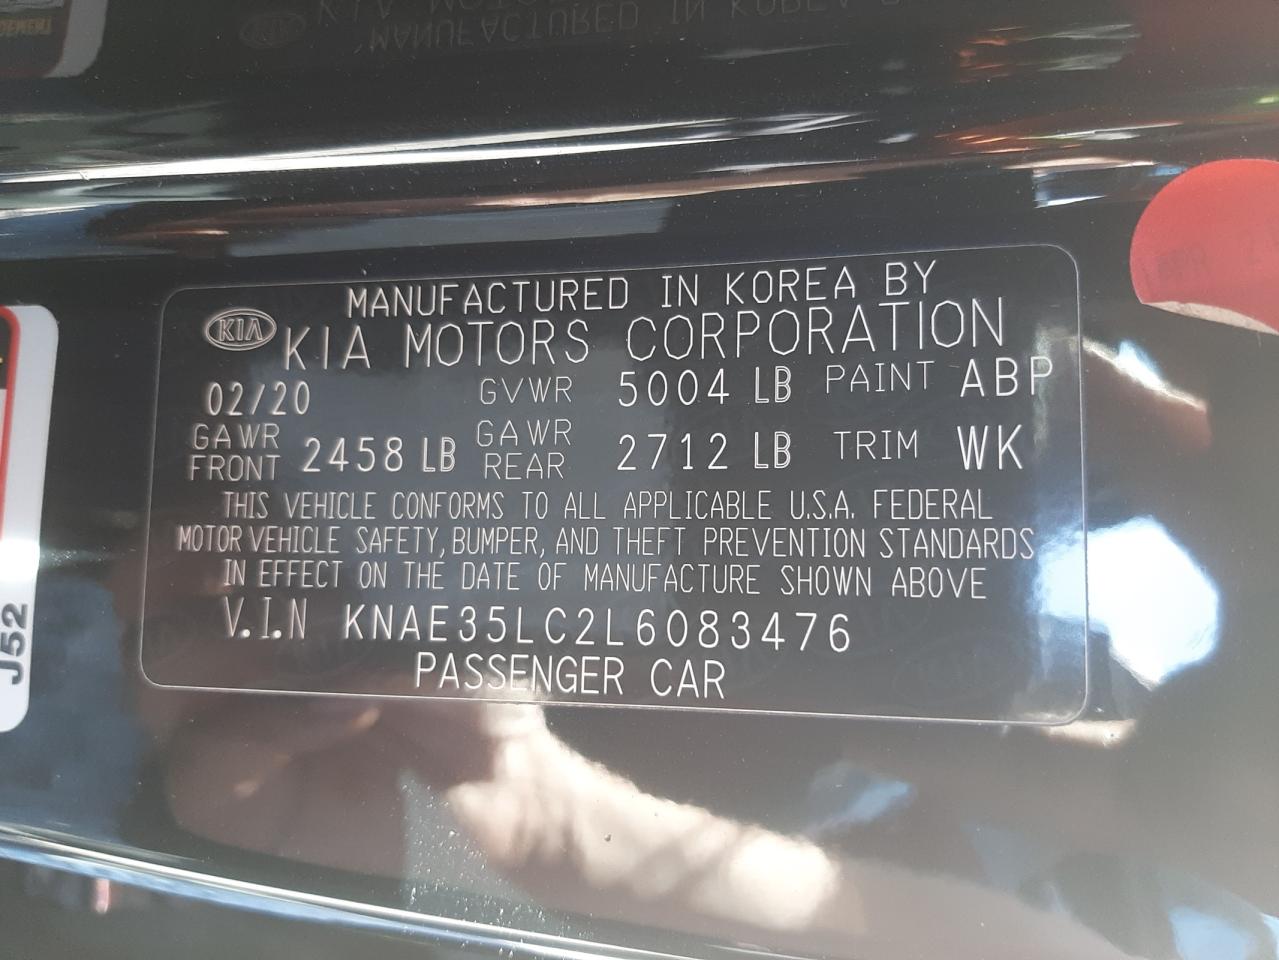 MANUFACTURED IN KOREA BY
KIA KIA MOTORS CORPORATION
02/20 GVWR 5004 LB PAINT ABP
GAWR FRONT 2458 LB GAWR REAR 2712 LB TRIM WK
THIS VEHICLE CONFORMS TO ALL APPLICABLE U.S.A. FEDERAL
MOTOR VEHICLE SAFETY, BUMPER, AND THEFT PREVENTION STANDARDS
IN EFFECT ON THE DATE OF MANUFACTURE SHOWN ABOVE
V.I.N KNAE35LC2L6083476
PASSENGER CAR
J52